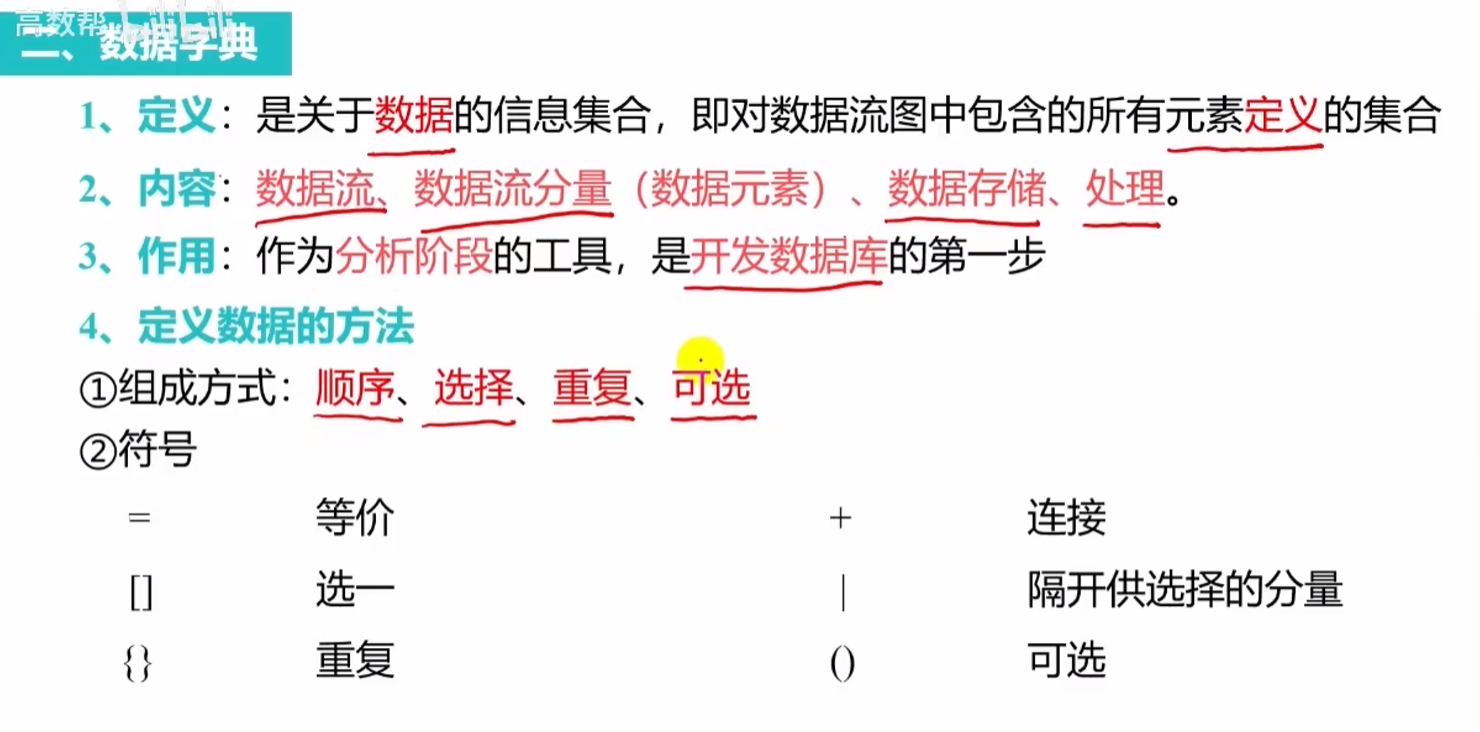 高数帮
二、数据字典
1、定义：是关于数据的信息集合，即对数据流图中包含的所有元素定义的集合
2、内容：数据流、数据流分量（数据元素）、数据存储、处理。
3、作用：作为分析阶段的工具，是开发数据库的第一步
4、定义数据的方法
①组成方式：顺序、选择、重复、可选
②符号
= 等价 + 连接
[] 选一 | 隔开供选择的分量
{} 重复 () 可选